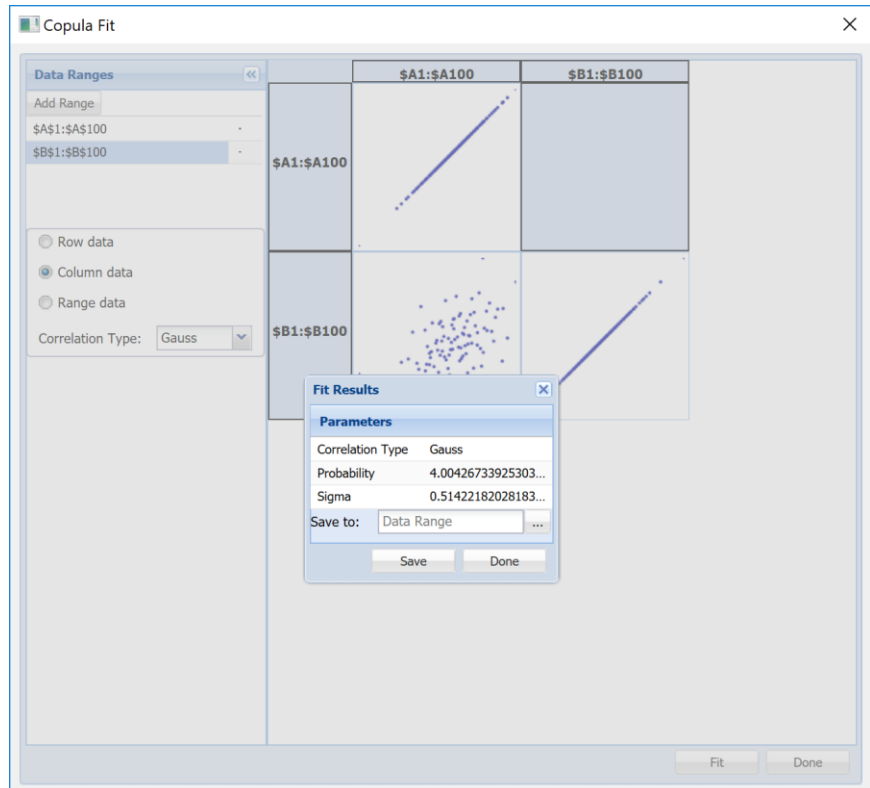 Copula Fit
Data Ranges
Add Range
$A$1:$A$100 -
$B$1:$B$100 -
Row data
Column data
Range data
Correlation Type: Gauss
$A1:$A100 $B1:$B100
$A1:$A100
$B1:$B100
Fit Results
Parameters
Correlation Type Gauss
Probability 4.00426733925303...
Sigma 0.51422182028183...
Save to: Data Range ...
Save Done
Fit Done